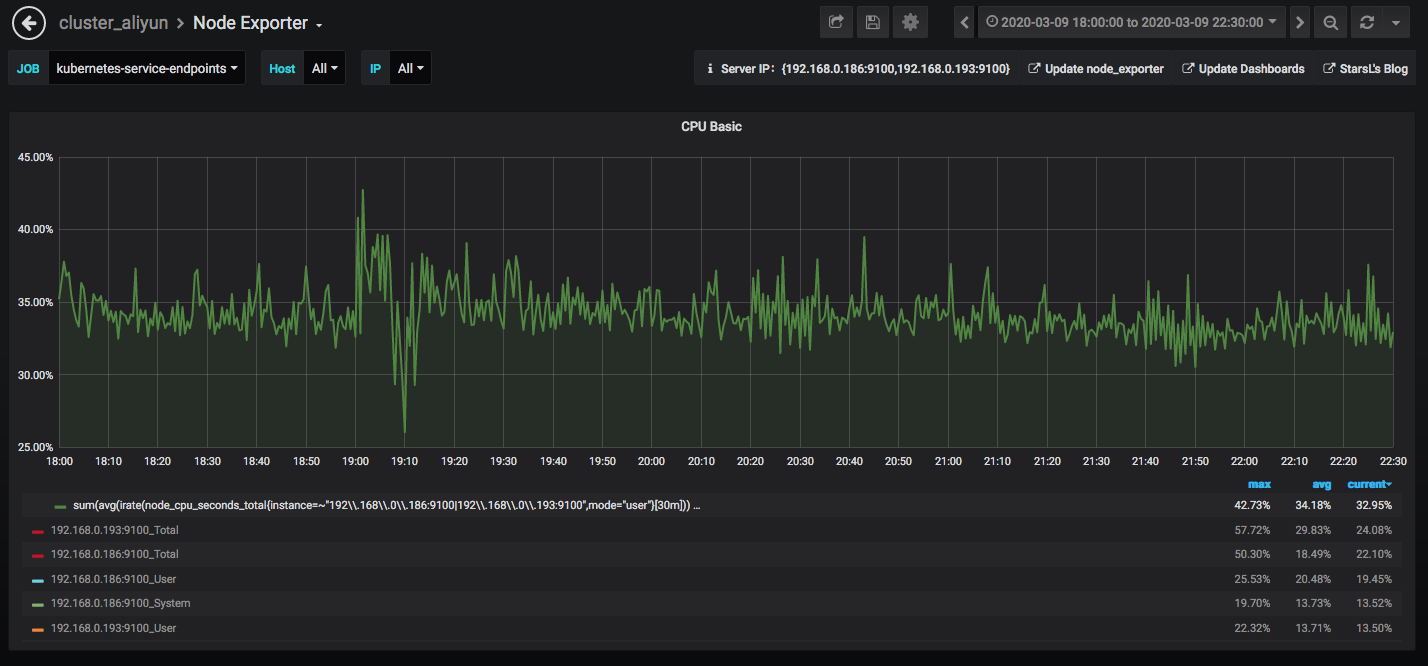 cluster_aliyun > Node Exporter
2020-03-09 18:00:00 to 2020-03-09 22:30:00
JOB kubernetes-service-endpoints Host All IP All
Server IP：{192.168.0.186:9100,192.168.0.193:9100} Update node_exporter Update Dashboards StarsL's Blog
CPU Basic
45.00%
40.00%
35.00%
30.00%
25.00%
18:00 18:10 18:20 18:30 18:40 18:50 19:00 19:10 19:20 19:30 19:40 19:50 20:00 20:10 20:20 20:30 20:40 20:50 21:00 21:10 21:20 21:30 21:40 21:50 22:00 22:10 22:20 22:30
max avg current
sum(avg(irate(node_cpu_seconds_total{instance=~"192\\.168\\.0\\.186:9100|192\\.168\\.0\\.193:9100",mode="user"}[30m])) ... 42.73% 34.18% 32.95%
192.168.0.193:9100_Total 57.72% 29.83% 24.08%
192.168.0.186:9100_Total 50.30% 18.49% 22.10%
192.168.0.186:9100_User 25.53% 20.48% 19.45%
192.168.0.186:9100_System 19.70% 13.73% 13.52%
192.168.0.193:9100_User 22.32% 13.71% 13.50%